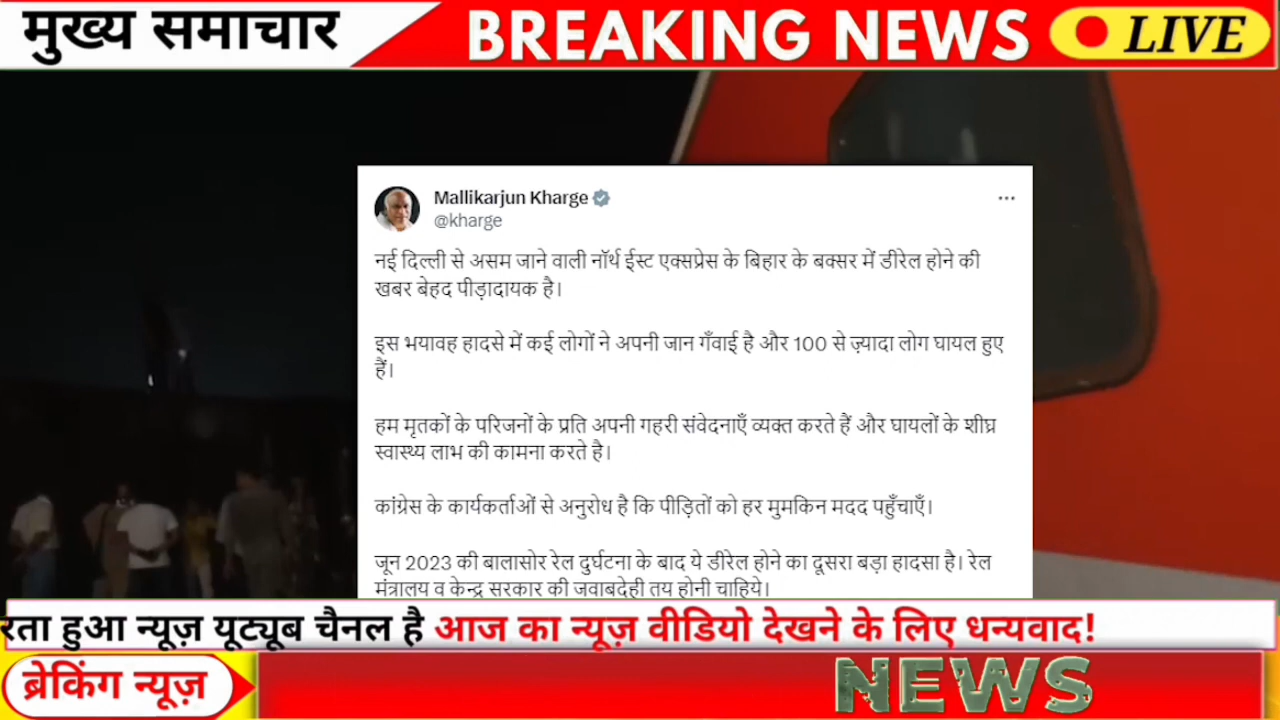 मुख्य समाचार
BREAKING NEWS
LIVE
Mallikarjun Kharge
@kharge
नई दिल्ली से असम जाने वाली नॉर्थ ईस्ट एक्सप्रेस के बिहार के बक्सर में डीरेल होने की
खबर बेहद पीड़ादायक है।
इस भयावह हादसे में कई लोगों ने अपनी जान गँवाई है और 100 से ज़्यादा लोग घायल हुए
हैं।
हम मृतकों के परिजनों के प्रति अपनी गहरी संवेदनाएँ व्यक्त करते हैं और घायलों के शीघ्र
स्वास्थ्य लाभ की कामना करते है।
कांग्रेस के कार्यकर्ताओं से अनुरोध है कि पीड़ितों को हर मुमकिन मदद पहुँचाएँ।
जून 2023 की बालासोर रेल दुर्घटना के बाद ये डीरेल होने का दूसरा बड़ा हादसा है। रेल
मंत्रालय व केन्द्र सरकार की जवाबदेही तय होनी चाहिये।
रता हुआ न्यूज़ यूट्यूब चैनल है आज का न्यूज़ वीडियो देखने के लिए धन्यवाद!
ब्रेकिंग न्यूज़
NEWS